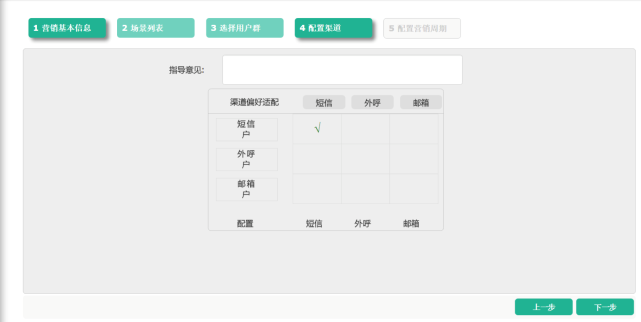 1 营销基本信息
2 场景列表
3 选择用户群
4 配置渠道
5 配置营销周期
指导意见:
渠道偏好适配 短信 外呼 邮箱
短信
户
√
外呼
户
邮箱
户
配置 短信 外呼 邮箱
上一步 下一步